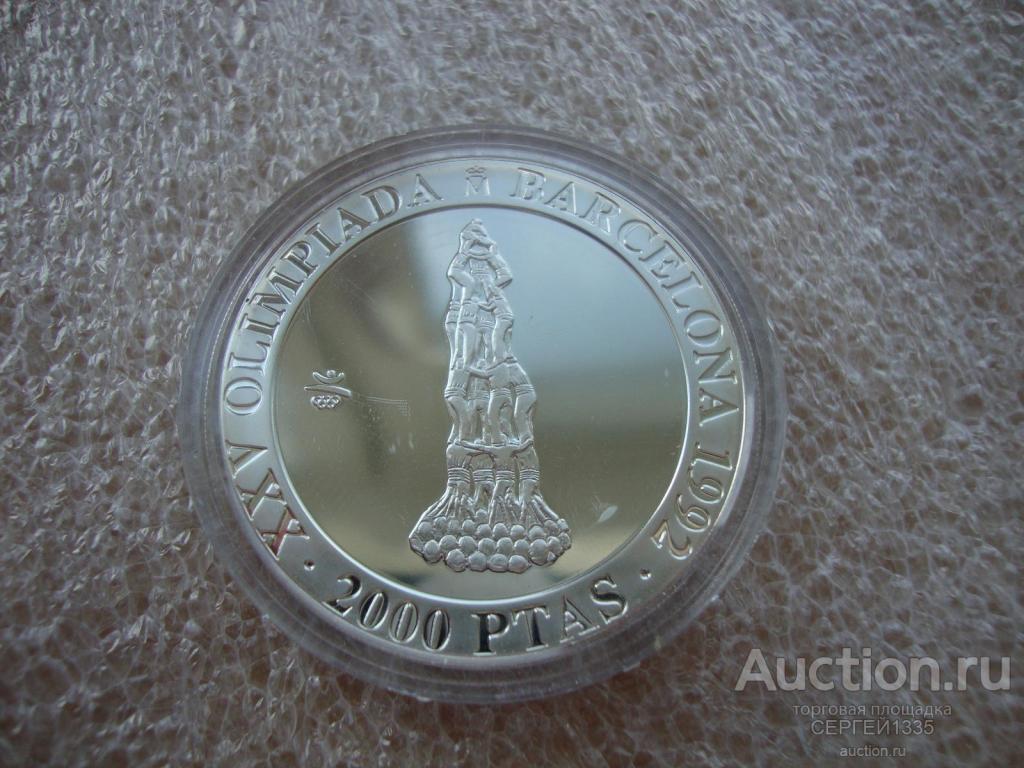 XXV OLIMPIADA M BARCELONA 1992
· 2000 PTAS ·
Auction.ru
торговая площадка
СЕРГЕЙ1335
auction.ru